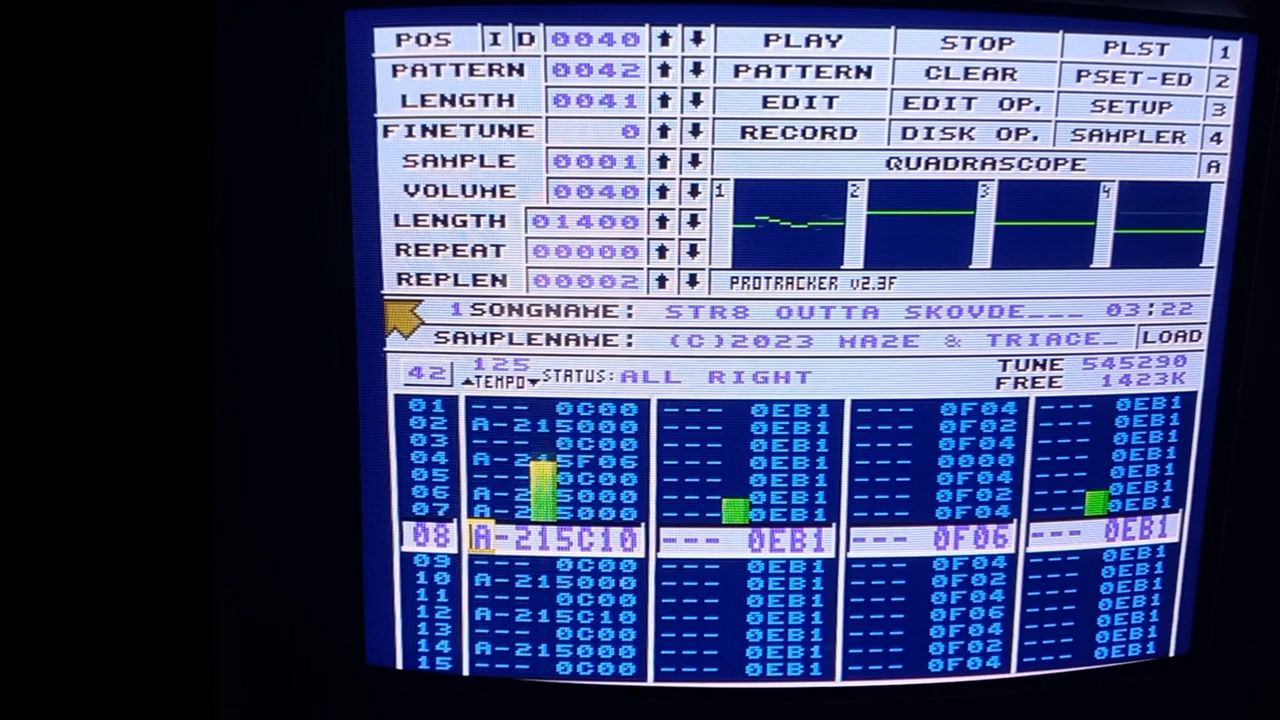 POS I D 0040 PLAY STOP PLST 1
PATTERN 0042 PATTERN CLEAR PSET-ED 2
LENGTH 0041 EDIT EDIT OP. SETUP 3
FINETUNE 0 RECORD DISK OP. SAMPLER 4
SAMPLE 0001 QUADRASCOPE A
VOLUME 0040 1 2 3 4
LENGTH 01400
REPEAT 00000
REPLEN 00002 PROTRACKER v2.3F
1 SONGNAME: STR8 OUTTA SKOVDE___ 03:22
SAMPLENAME: (C)2023 HAZE & TRIACE_ LOAD
42 125 TEMPO STATUS: ALL RIGHT TUNE 545290
FREE 1423K
01 --- 0C00 --- 0EB1 --- 0F04 --- 0EB1
02 A-215000 --- 0EB1 --- 0F02 --- 0EB1
03 --- 0C00 --- 0EB1 --- 0F04 --- 0EB1
04 A-215F06 --- 0EB1 --- 0000 --- 0EB1
05 --- 0C00 --- 0EB1 --- 0F04 --- 0EB1
06 A-215000 --- 0EB1 --- 0F02 --- 0EB1
07 A-215000 --- 0EB1 --- 0F04 --- 0EB1
08 A-215C10 --- 0EB1 --- 0F06 --- 0EB1
09 --- 0C00 --- 0EB1 --- 0F04 --- 0EB1
10 A-215000 --- 0EB1 --- 0F02 --- 0EB1
11 --- 0C00 --- 0EB1 --- 0F04 --- 0EB1
12 A-215C10 --- 0EB1 --- 0F06 --- 0EB1
13 --- 0C00 --- 0EB1 --- 0F04 --- 0EB1
14 A-215000 --- 0EB1 --- 0F02 --- 0EB1
15 --- 0C00 --- 0EB1 --- 0F04 --- 0EB1